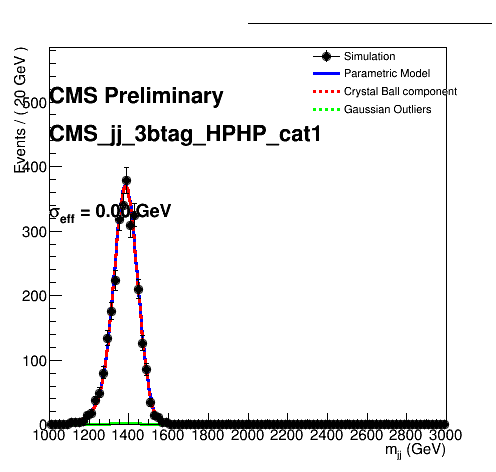 Events / ( 20 GeV )
Simulation
Parametric Model
Crystal Ball component
Gaussian Outliers
CMS Preliminary
CMS_jj_3btag_HPHP_cat1
σeff = 0.00 GeV
600
400
300
200
100
0
1000 1200 1400 1600 1800 2000 2200 2400 2600 2800 3000
mjj (GeV)